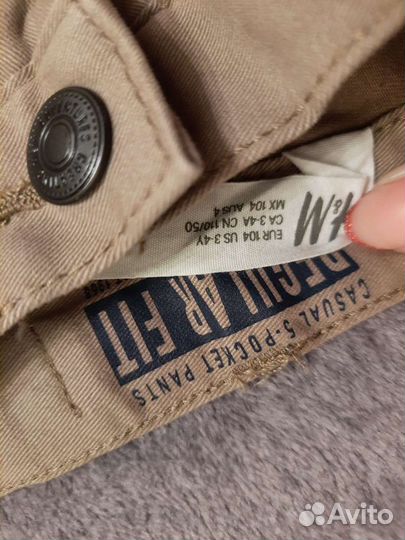 H&M
EUR 104 US 3-4Y
CA 3-4A CN 110/50
MX 104 AUS 4
REGULAR FIT
CASUAL 5-POCKET PANTS
Avito